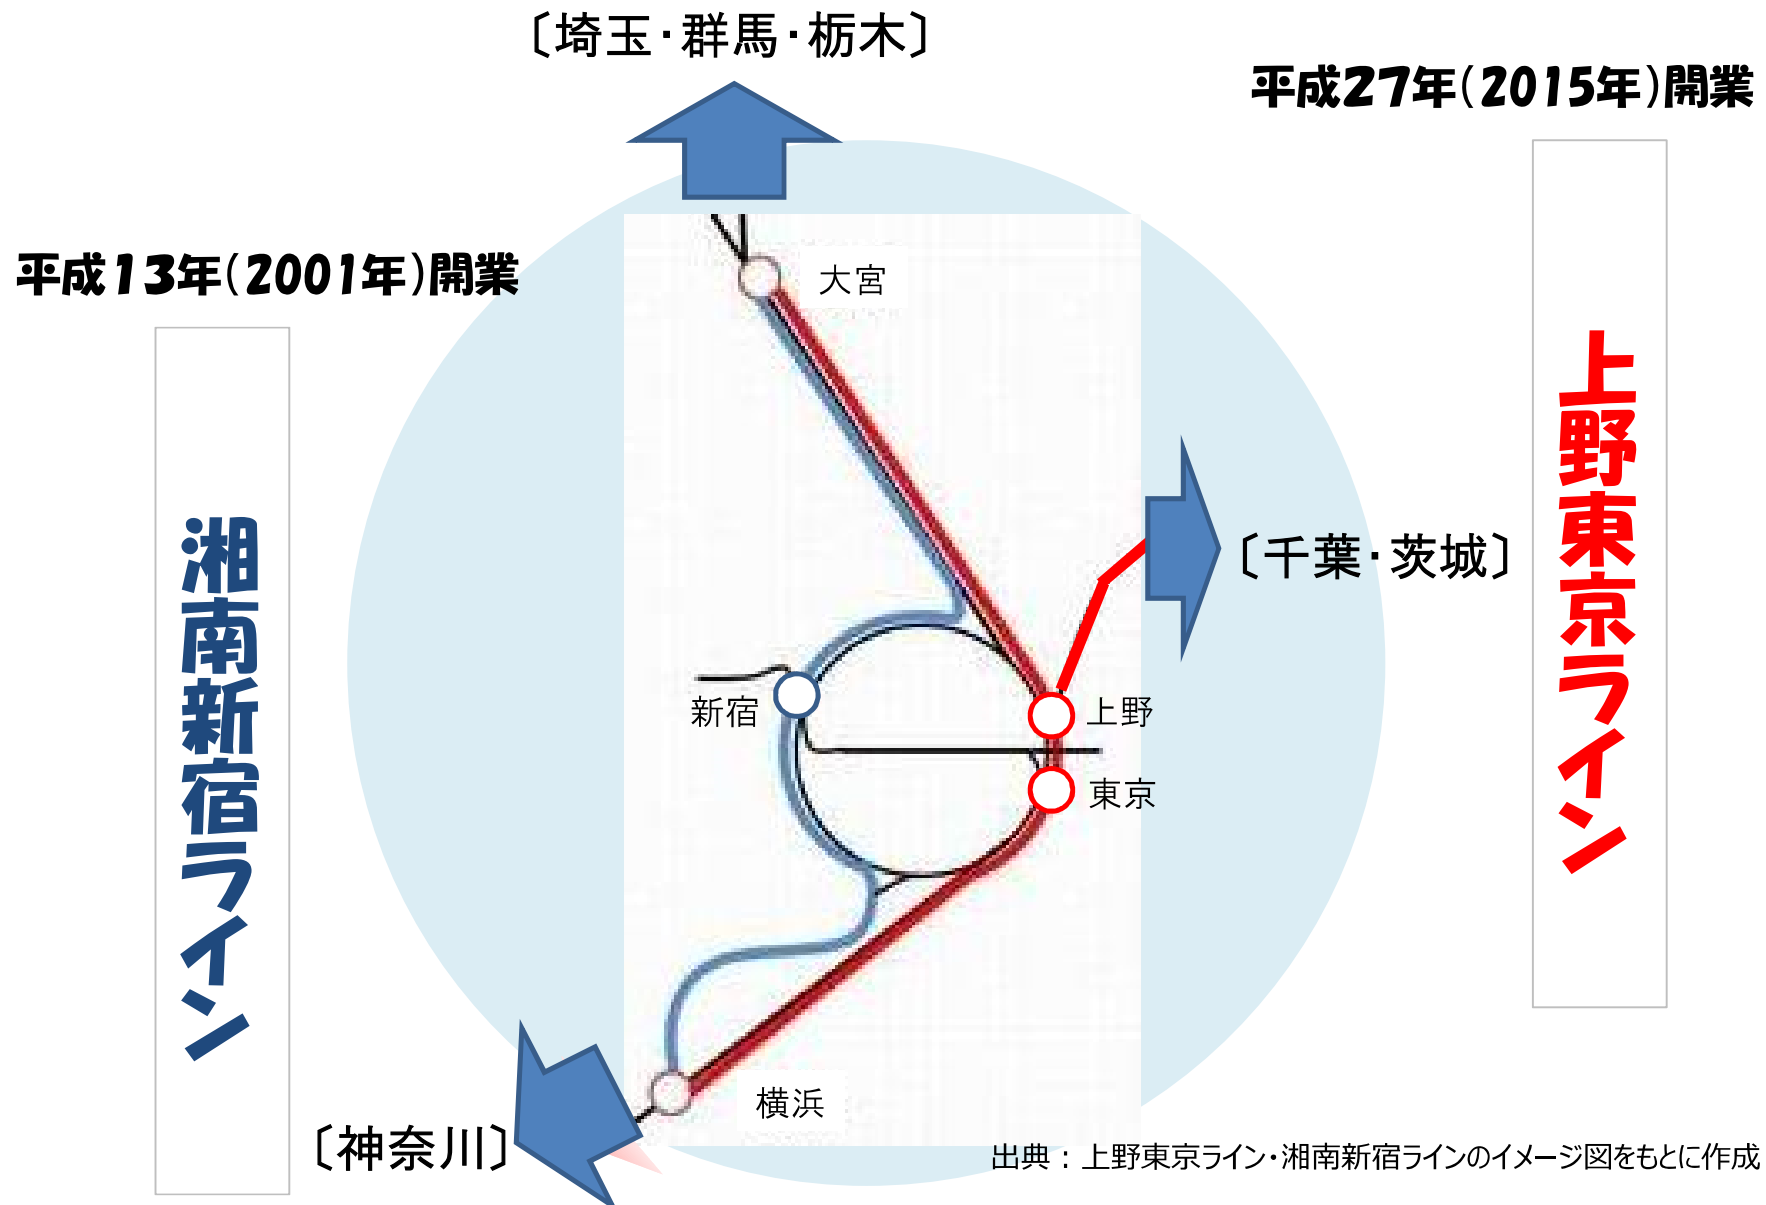 〔埼玉・群馬・栃木〕
平成27年(2015年)開業
平成13年(2001年)開業
大宮
上野東京ライン
湘南新宿ライン
〔千葉・茨城〕
新宿
上野
東京
横浜
〔神奈川〕
出典：上野東京ライン・湘南新宿ラインのイメージ図をもとに作成